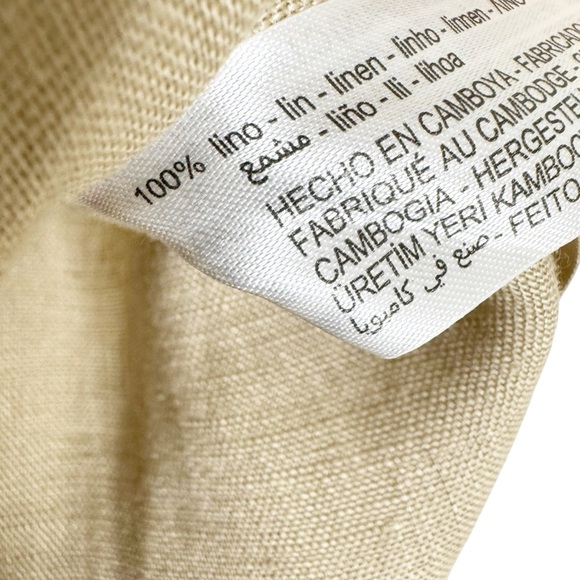 100% lino - lin - linen - linho - linnen -
مشمع - liño - lli - lihoa
HECHO EN CAMBOYA - FABRICADO
FABRIQUÉ AU CAMBODGE -
CAMBOGIA - HERGESTE
ÜRETİM YERİ KAMBO
صنع في كامبوديا - FEITO